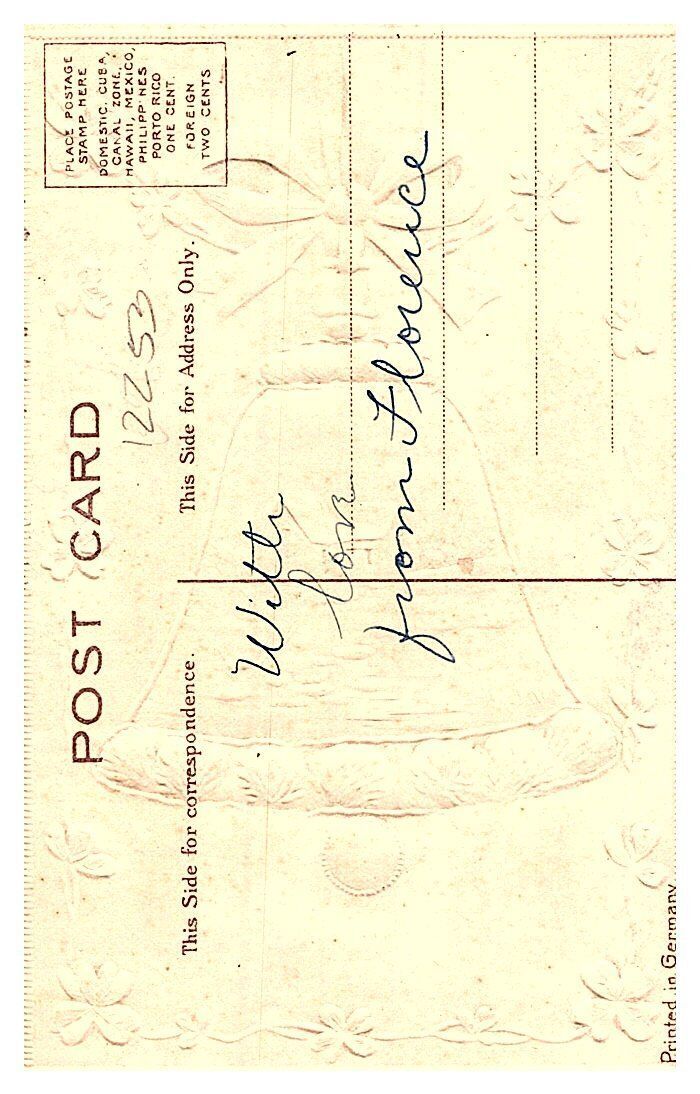 POST CARD
PLACE POSTAGE
STAMP HERE
DOMESTIC, CUBA,
CANAL ZONE,
HAWAII, MEXICO,
PHILIPPINES
PORTO RICO
ONE CENT.
FOREIGN
TWO CENTS
12253
This Side for correspondence.
This Side for Address Only.
With
love
from Florence
Printed in Germany